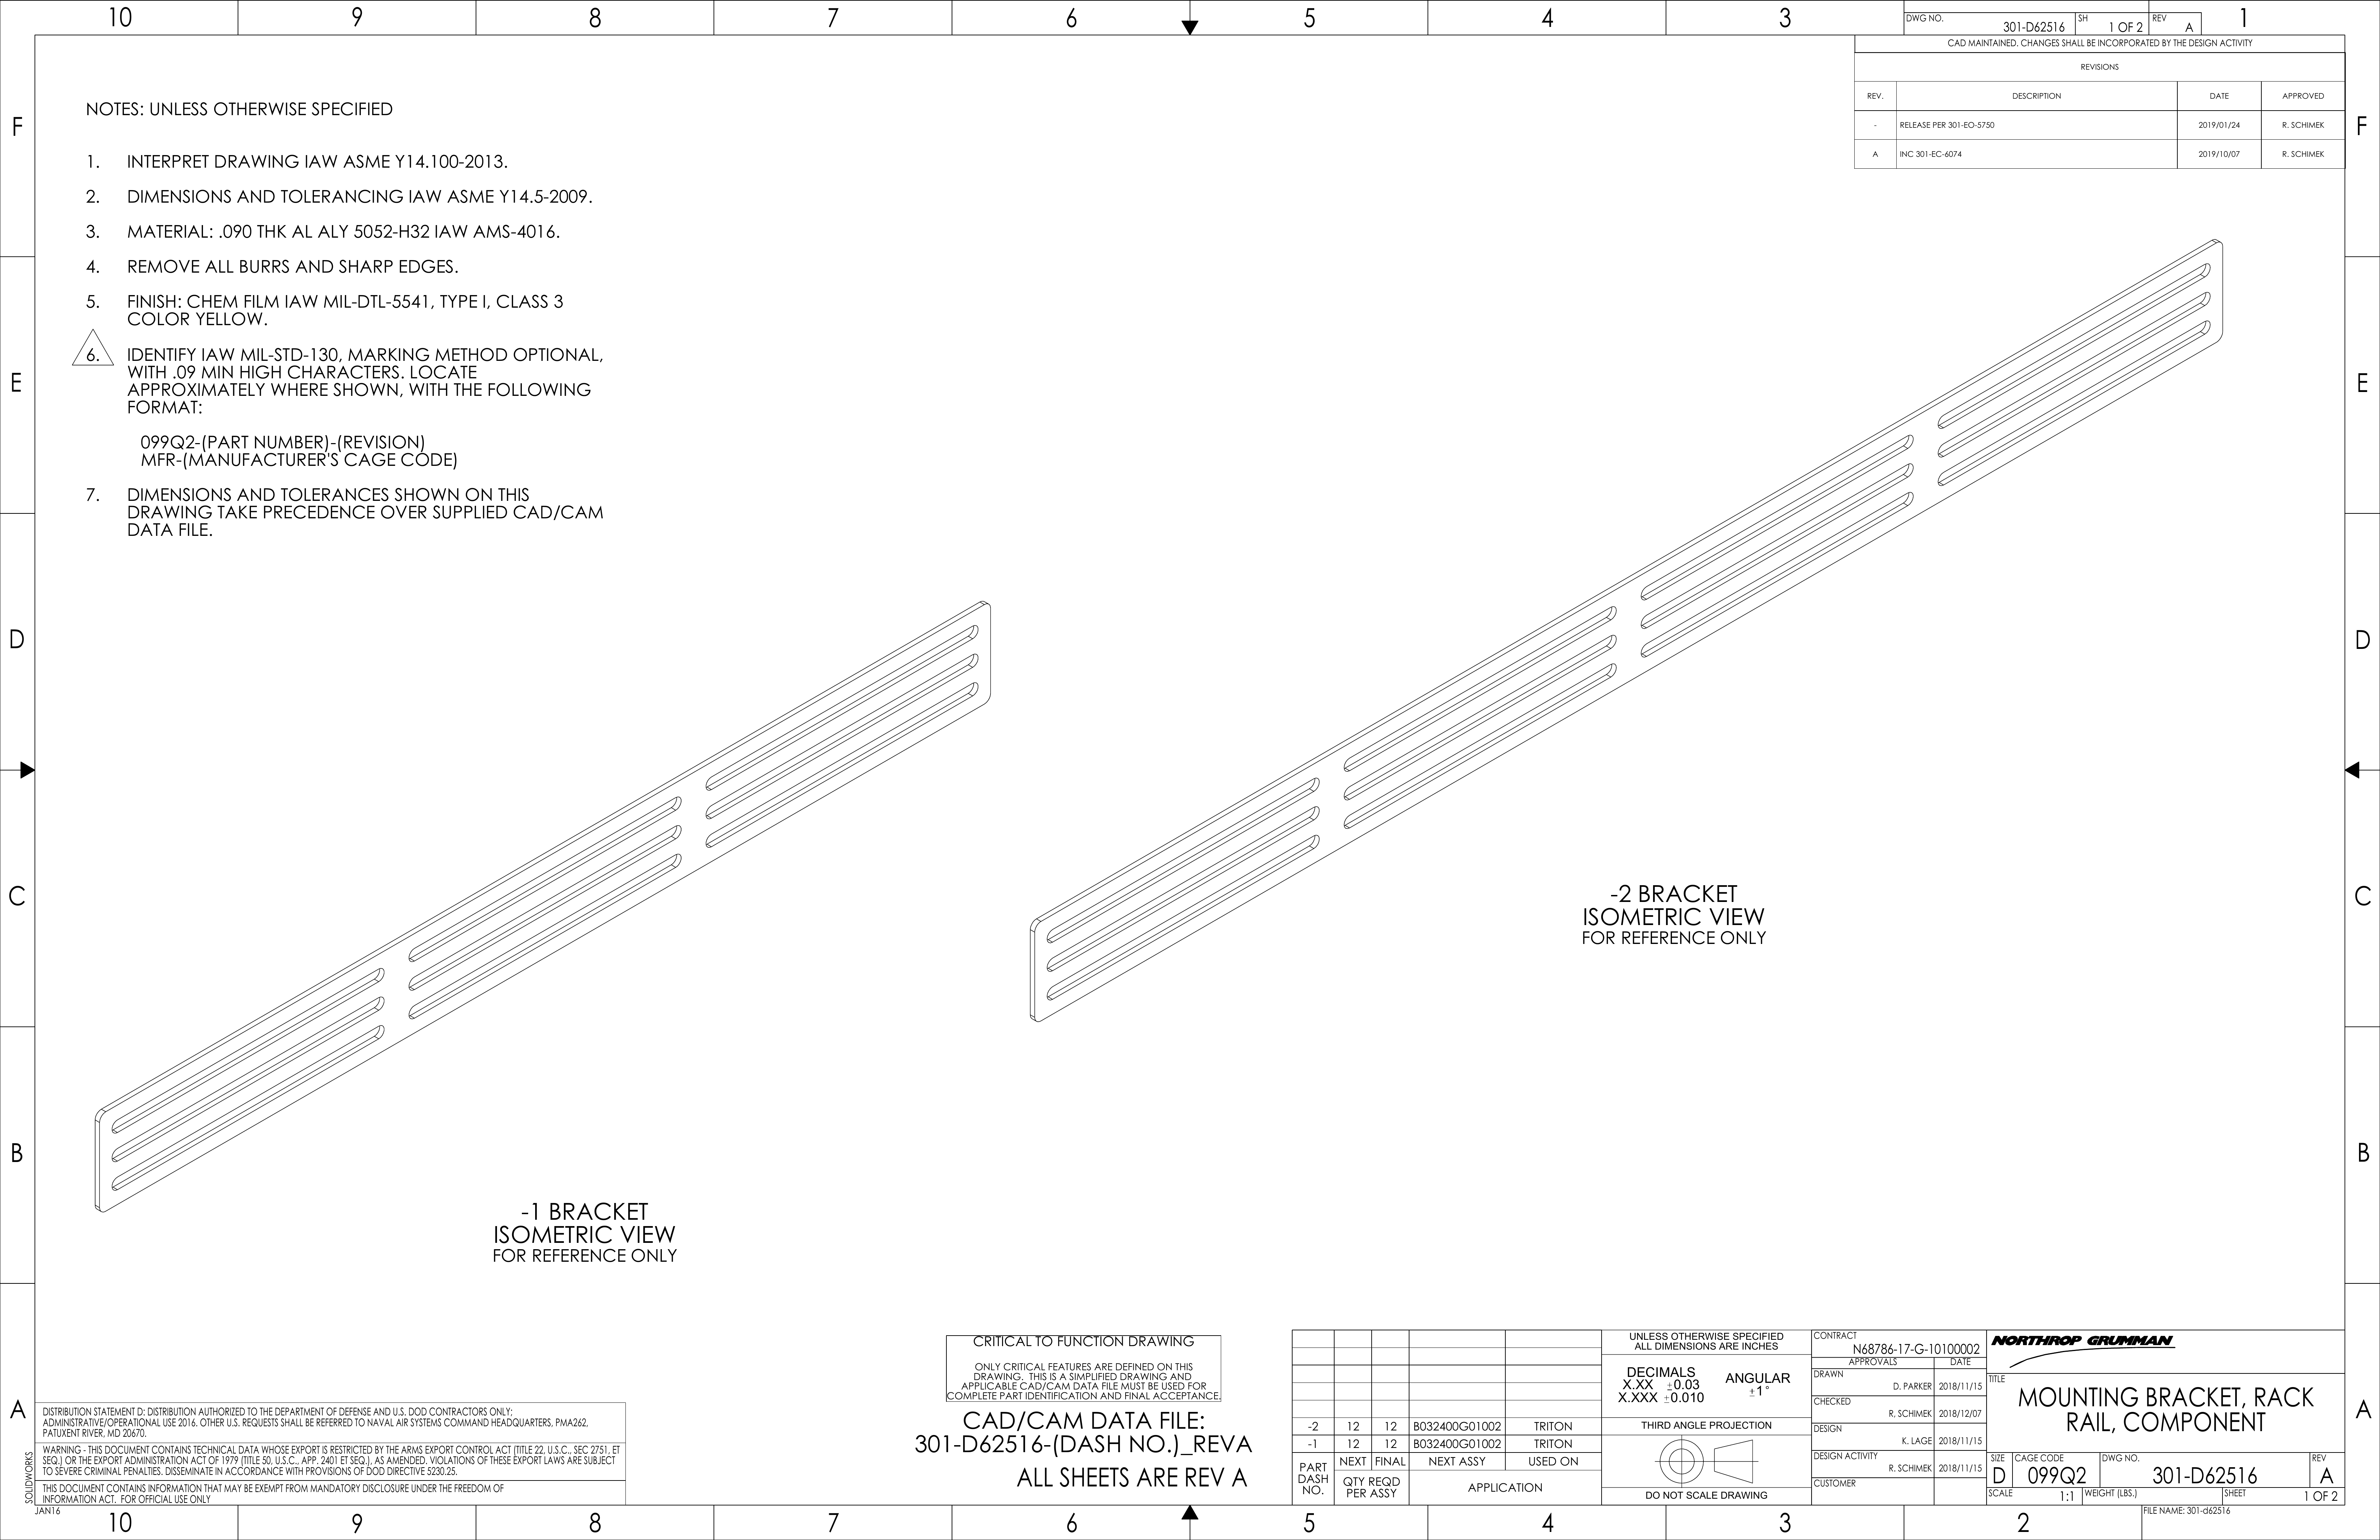 10 9 8 7 6 5 4 3 1
DWG NO. 301-D62516 SH 1 OF 2 REV A
CAD MAINTAINED. CHANGES SHALL BE INCORPORATED BY THE DESIGN ACTIVITY
REVISIONS
REV. DESCRIPTION DATE APPROVED
- RELEASE PER 301-EO-5750 2019/01/24 R. SCHIMEK
A INC 301-EC-6074 2019/10/07 R. SCHIMEK
F F
E E
D D
C C
B B
A A
NOTES: UNLESS OTHERWISE SPECIFIED
1. INTERPRET DRAWING IAW ASME Y14.100-2013.
2. DIMENSIONS AND TOLERANCING IAW ASME Y14.5-2009.
3. MATERIAL: .090 THK AL ALY 5052-H32 IAW AMS-4016.
4. REMOVE ALL BURRS AND SHARP EDGES.
5. FINISH: CHEM FILM IAW MIL-DTL-5541, TYPE I, CLASS 3
COLOR YELLOW.
6. IDENTIFY IAW MIL-STD-130, MARKING METHOD OPTIONAL,
WITH .09 MIN HIGH CHARACTERS. LOCATE
APPROXIMATELY WHERE SHOWN, WITH THE FOLLOWING
FORMAT:
099Q2-(PART NUMBER)-(REVISION)
MFR-(MANUFACTURER'S CAGE CODE)
7. DIMENSIONS AND TOLERANCES SHOWN ON THIS
DRAWING TAKE PRECEDENCE OVER SUPPLIED CAD/CAM
DATA FILE.
-2 BRACKET
ISOMETRIC VIEW
FOR REFERENCE ONLY
-1 BRACKET
ISOMETRIC VIEW
FOR REFERENCE ONLY
CRITICAL TO FUNCTION DRAWING
ONLY CRITICAL FEATURES ARE DEFINED ON THIS
DRAWING. THIS IS A SIMPLIFIED DRAWING AND
APPLICABLE CAD/CAM DATA FILE MUST BE USED FOR
COMPLETE PART IDENTIFICATION AND FINAL ACCEPTANCE.
CAD/CAM DATA FILE:
301-D62516-(DASH NO.)_REVA
ALL SHEETS ARE REV A
DISTRIBUTION STATEMENT D: DISTRIBUTION AUTHORIZED TO THE DEPARTMENT OF DEFENSE AND U.S. DOD CONTRACTORS ONLY;
ADMINISTRATIVE/OPERATIONAL USE 2016. OTHER U.S. REQUESTS SHALL BE REFERRED TO NAVAL AIR SYSTEMS COMMAND HEADQUARTERS, PMA262,
PATUXENT RIVER, MD 20670.
WARNING - THIS DOCUMENT CONTAINS TECHNICAL DATA WHOSE EXPORT IS RESTRICTED BY THE ARMS EXPORT CONTROL ACT (TITLE 22, U.S.C., SEC 2751, ET
SEQ.) OR THE EXPORT ADMINISTRATION ACT OF 1979 (TITLE 50, U.S.C., APP. 2401 ET SEQ.), AS AMENDED. VIOLATIONS OF THESE EXPORT LAWS ARE SUBJECT
TO SEVERE CRIMINAL PENALTIES. DISSEMINATE IN ACCORDANCE WITH PROVISIONS OF DOD DIRECTIVE 5230.25.
THIS DOCUMENT CONTAINS INFORMATION THAT MAY BE EXEMPT FROM MANDATORY DISCLOSURE UNDER THE FREEDOM OF
INFORMATION ACT. FOR OFFICIAL USE ONLY
SOLIDWORKS
JAN16
-2 12 12 B032400G01002 TRITON
-1 12 12 B032400G01002 TRITON
PART DASH NO. NEXT FINAL NEXT ASSY USED ON
QTY REQD PER ASSY APPLICATION
UNLESS OTHERWISE SPECIFIED
ALL DIMENSIONS ARE INCHES
DECIMALS ANGULAR
X.XX ±0.03 ±1°
X.XXX ±0.010
THIRD ANGLE PROJECTION
DO NOT SCALE DRAWING
CONTRACT
N68786-17-G-10100002
APPROVALS DATE
DRAWN D. PARKER 2018/11/15
CHECKED R. SCHIMEK 2018/12/07
DESIGN K. LAGE 2018/11/15
DESIGN ACTIVITY R. SCHIMEK 2018/11/15
CUSTOMER
NORTHROP GRUMMAN
TITLE
MOUNTING BRACKET, RACK
RAIL, COMPONENT
SIZE D CAGE CODE 099Q2 DWG NO. 301-D62516 REV A
SCALE 1:1 WEIGHT (LBS.) SHEET 1 OF 2
FILE NAME: 301-d62516
10 9 8 7 6 5 4 3 2